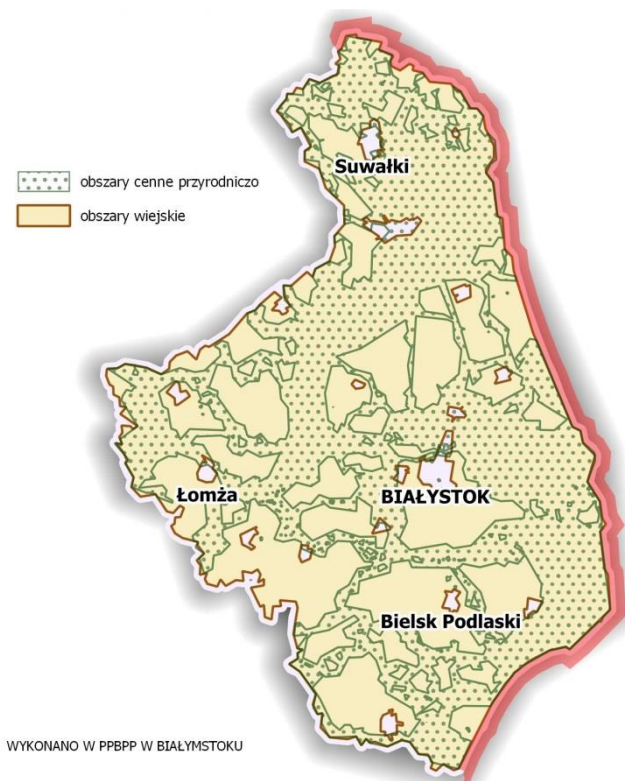 Suwałki
obszary cenne przyrodniczo
obszary wiejskie
Łomża
BIAŁYSTOK
Bielsk Podlaski
WYKONANO W PPBPP W BIAŁYMSTOKU